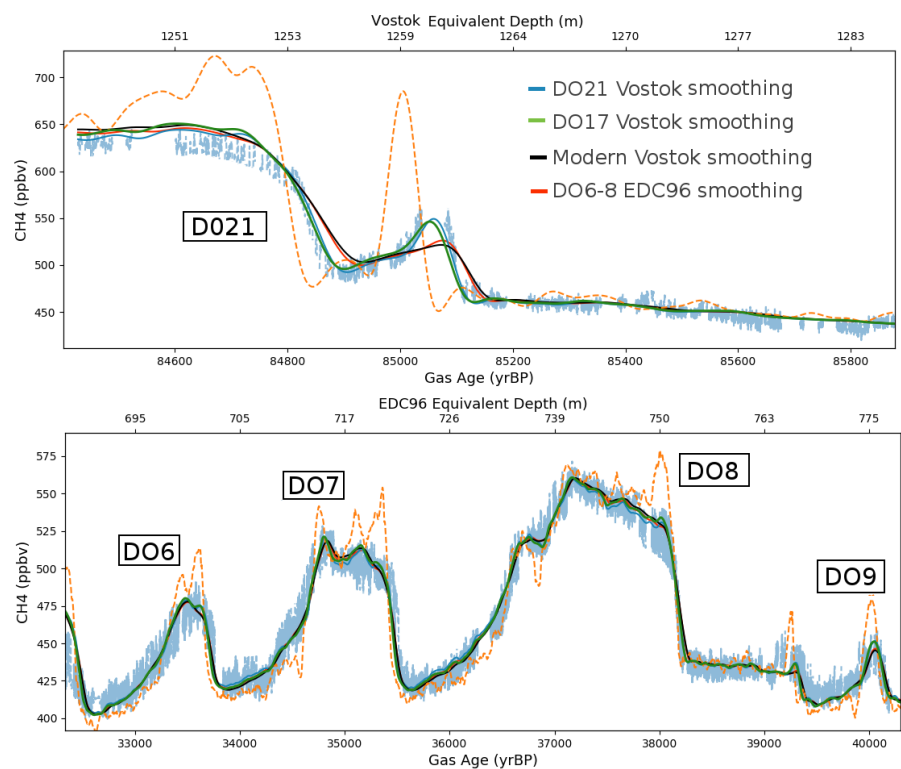 Vostok Equivalent Depth (m)
1251 1253 1259 1264 1270 1277 1283
700
650
600
550
500
450
CH4 (ppbv)
DO21 Vostok smoothing
DO17 Vostok smoothing
Modern Vostok smoothing
DO6-8 EDC96 smoothing
D021
84600 84800 85000 85200 85400 85600 85800
Gas Age (yrBP)
EDC96 Equivalent Depth (m)
695 705 717 726 739 750 763 775
575
550
525
500
475
450
425
400
CH4 (ppbv)
DO6
DO7
DO8
DO9
33000 34000 35000 36000 37000 38000 39000 40000
Gas Age (yrBP)